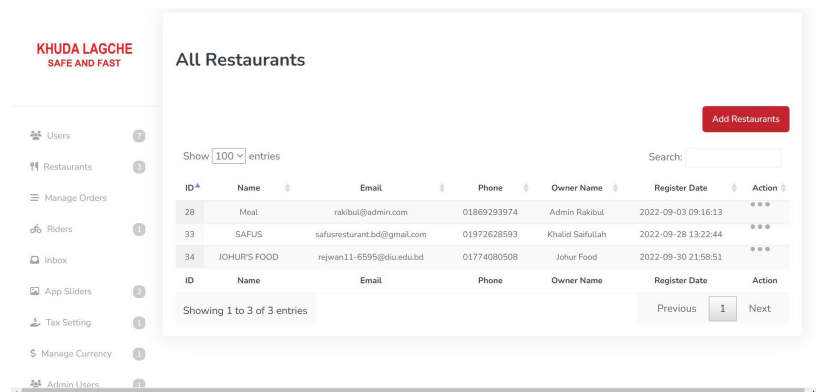 KHUDA LAGCHE
SAFE AND FAST
Users 7
Restaurants 3
Manage Orders
Riders 1
Inbox
App Sliders 2
Tax Setting 1
$ Manage Currency 1
Admin Users 1
All Restaurants
Add Restaurants
Show 100 entries Search:
ID Name Email Phone Owner Name Register Date Action
28 Meal rakibul@admin.com 01869293974 Admin Rakibul 2022-09-03 09:16:13
33 SAFUS safusresturant.bd@gmail.com 01972628593 Khalid Saifullah 2022-09-28 13:22:44
34 JOHUR'S FOOD rejwan11-6595@diu.edu.bd 01774080508 Johur Food 2022-09-30 21:58:51
ID Name Email Phone Owner Name Register Date Action
Showing 1 to 3 of 3 entries Previous 1 Next